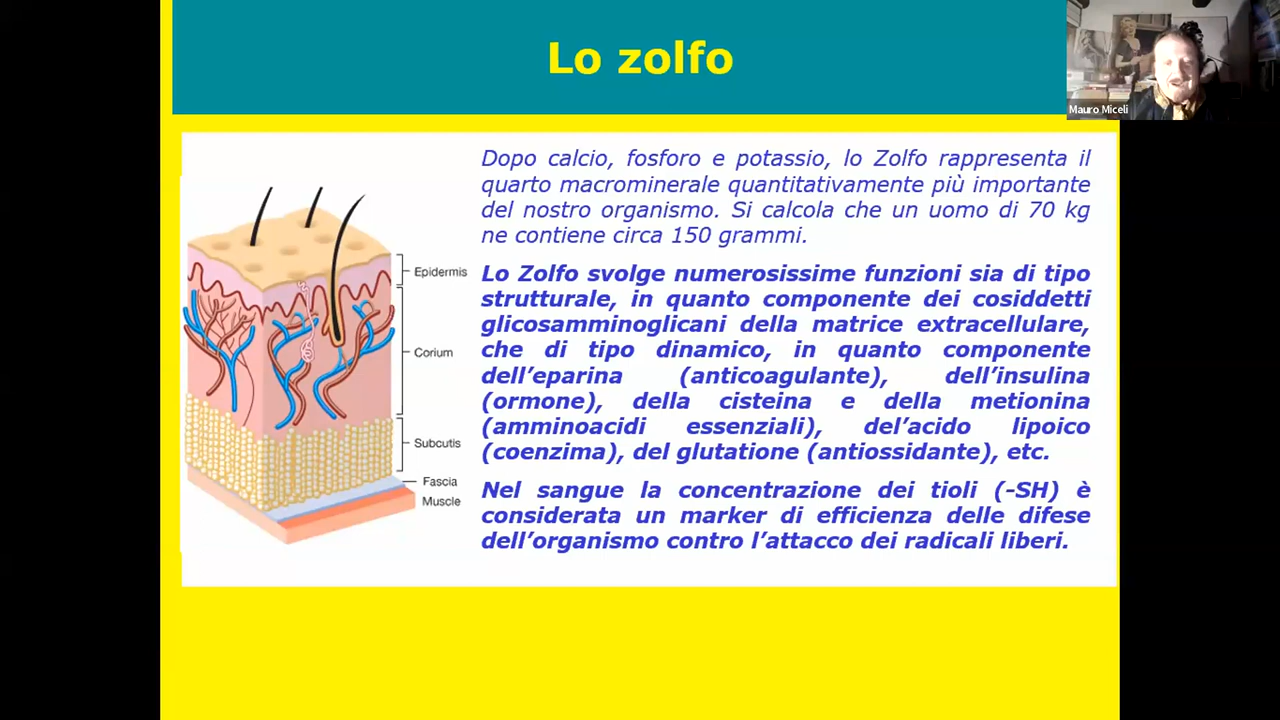 Lo zolfo
Mauro Miceli
Dopo calcio, fosforo e potassio, lo Zolfo rappresenta il
quarto macrominerale quantitativamente più importante
del nostro organismo. Si calcola che un uomo di 70 kg
ne contiene circa 150 grammi.
Lo Zolfo svolge numerosissime funzioni sia di tipo
strutturale, in quanto componente dei cosiddetti
glicosamminoglicani della matrice extracellulare,
che di tipo dinamico, in quanto componente
dell’eparina (anticoagulante), dell’insulina
(ormone), della cisteina e della metionina
(amminoacidi essenziali), del’acido lipoico
(coenzima), del glutatione (antiossidante), etc.
Nel sangue la concentrazione dei tioli (-SH) è
considerata un marker di efficienza delle difese
dell’organismo contro l’attacco dei radicali liberi.
Epidermis
Corium
Subcutis
Fascia
Muscle